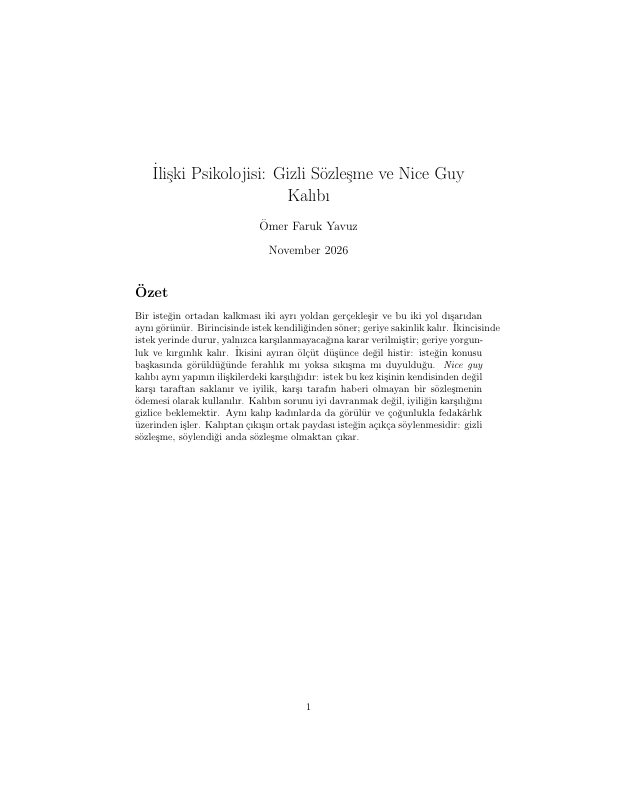 İlişki Psikolojisi: Gizli Sözleşme ve Nice Guy
Kalıbı
Ömer Faruk Yavuz
November 2026
Özet
Bir isteğin ortadan kalkması iki ayrı yoldan gerçekleşir ve bu iki yol dışarıdan
aynı görünür. Birincisinde istek kendiliğinden söner; geriye sakinlik kalır. İkincisinde
istek yerinde durur, yalnızca karşılanmayacağına karar verilmiştir; geriye yorgun-
luk ve kırgınlık kalır. İkisini ayıran ölçüt düşünce değil histir: isteğin konusu
başkasında görüldüğünde ferahlık mı yoksa sıkışma mı duyulduğu. Nice guy
kalıbı aynı yapının ilişkilerdeki karşılığıdır: istek bu kez kişinin kendisinden değil
karşı taraftan saklanır ve iyilik, karşı tarafın haberi olmayan bir sözleşmenin
ödemesi olarak kullanılır. Kalıbın sorunu iyi davranmak değil, iyiliğin karşılığını
gizlice beklemektir. Aynı kalıp kadınlarda da görülür ve çoğunlukla fedakârlık
üzerinden işler. Kalıptan çıkışın ortak paydası isteğin açıkça söylenmesidir: gizli
sözleşme, söylendiği anda sözleşme olmaktan çıkar.
1